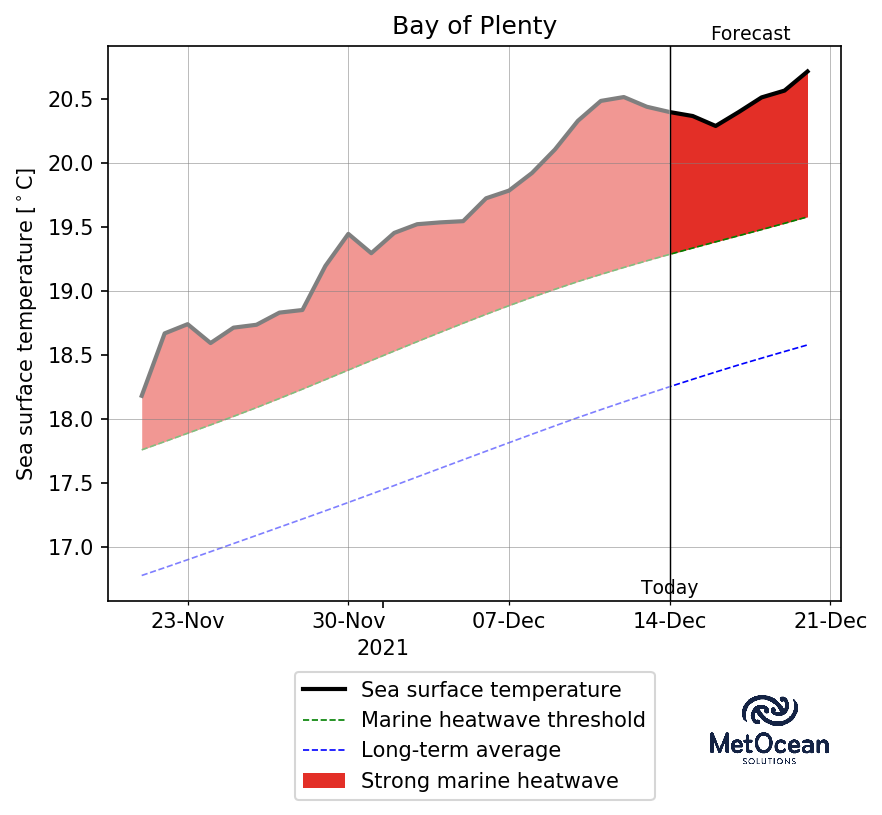 Bay of Plenty
Forecast
Sea surface temperature [°C]
20.5
20.0
19.5
19.0
18.5
18.0
17.5
17.0
Today
23-Nov
30-Nov
07-Dec
14-Dec
21-Dec
2021
Sea surface temperature
Marine heatwave threshold
Long-term average
Strong marine heatwave
MetOcean
SOLUTIONS